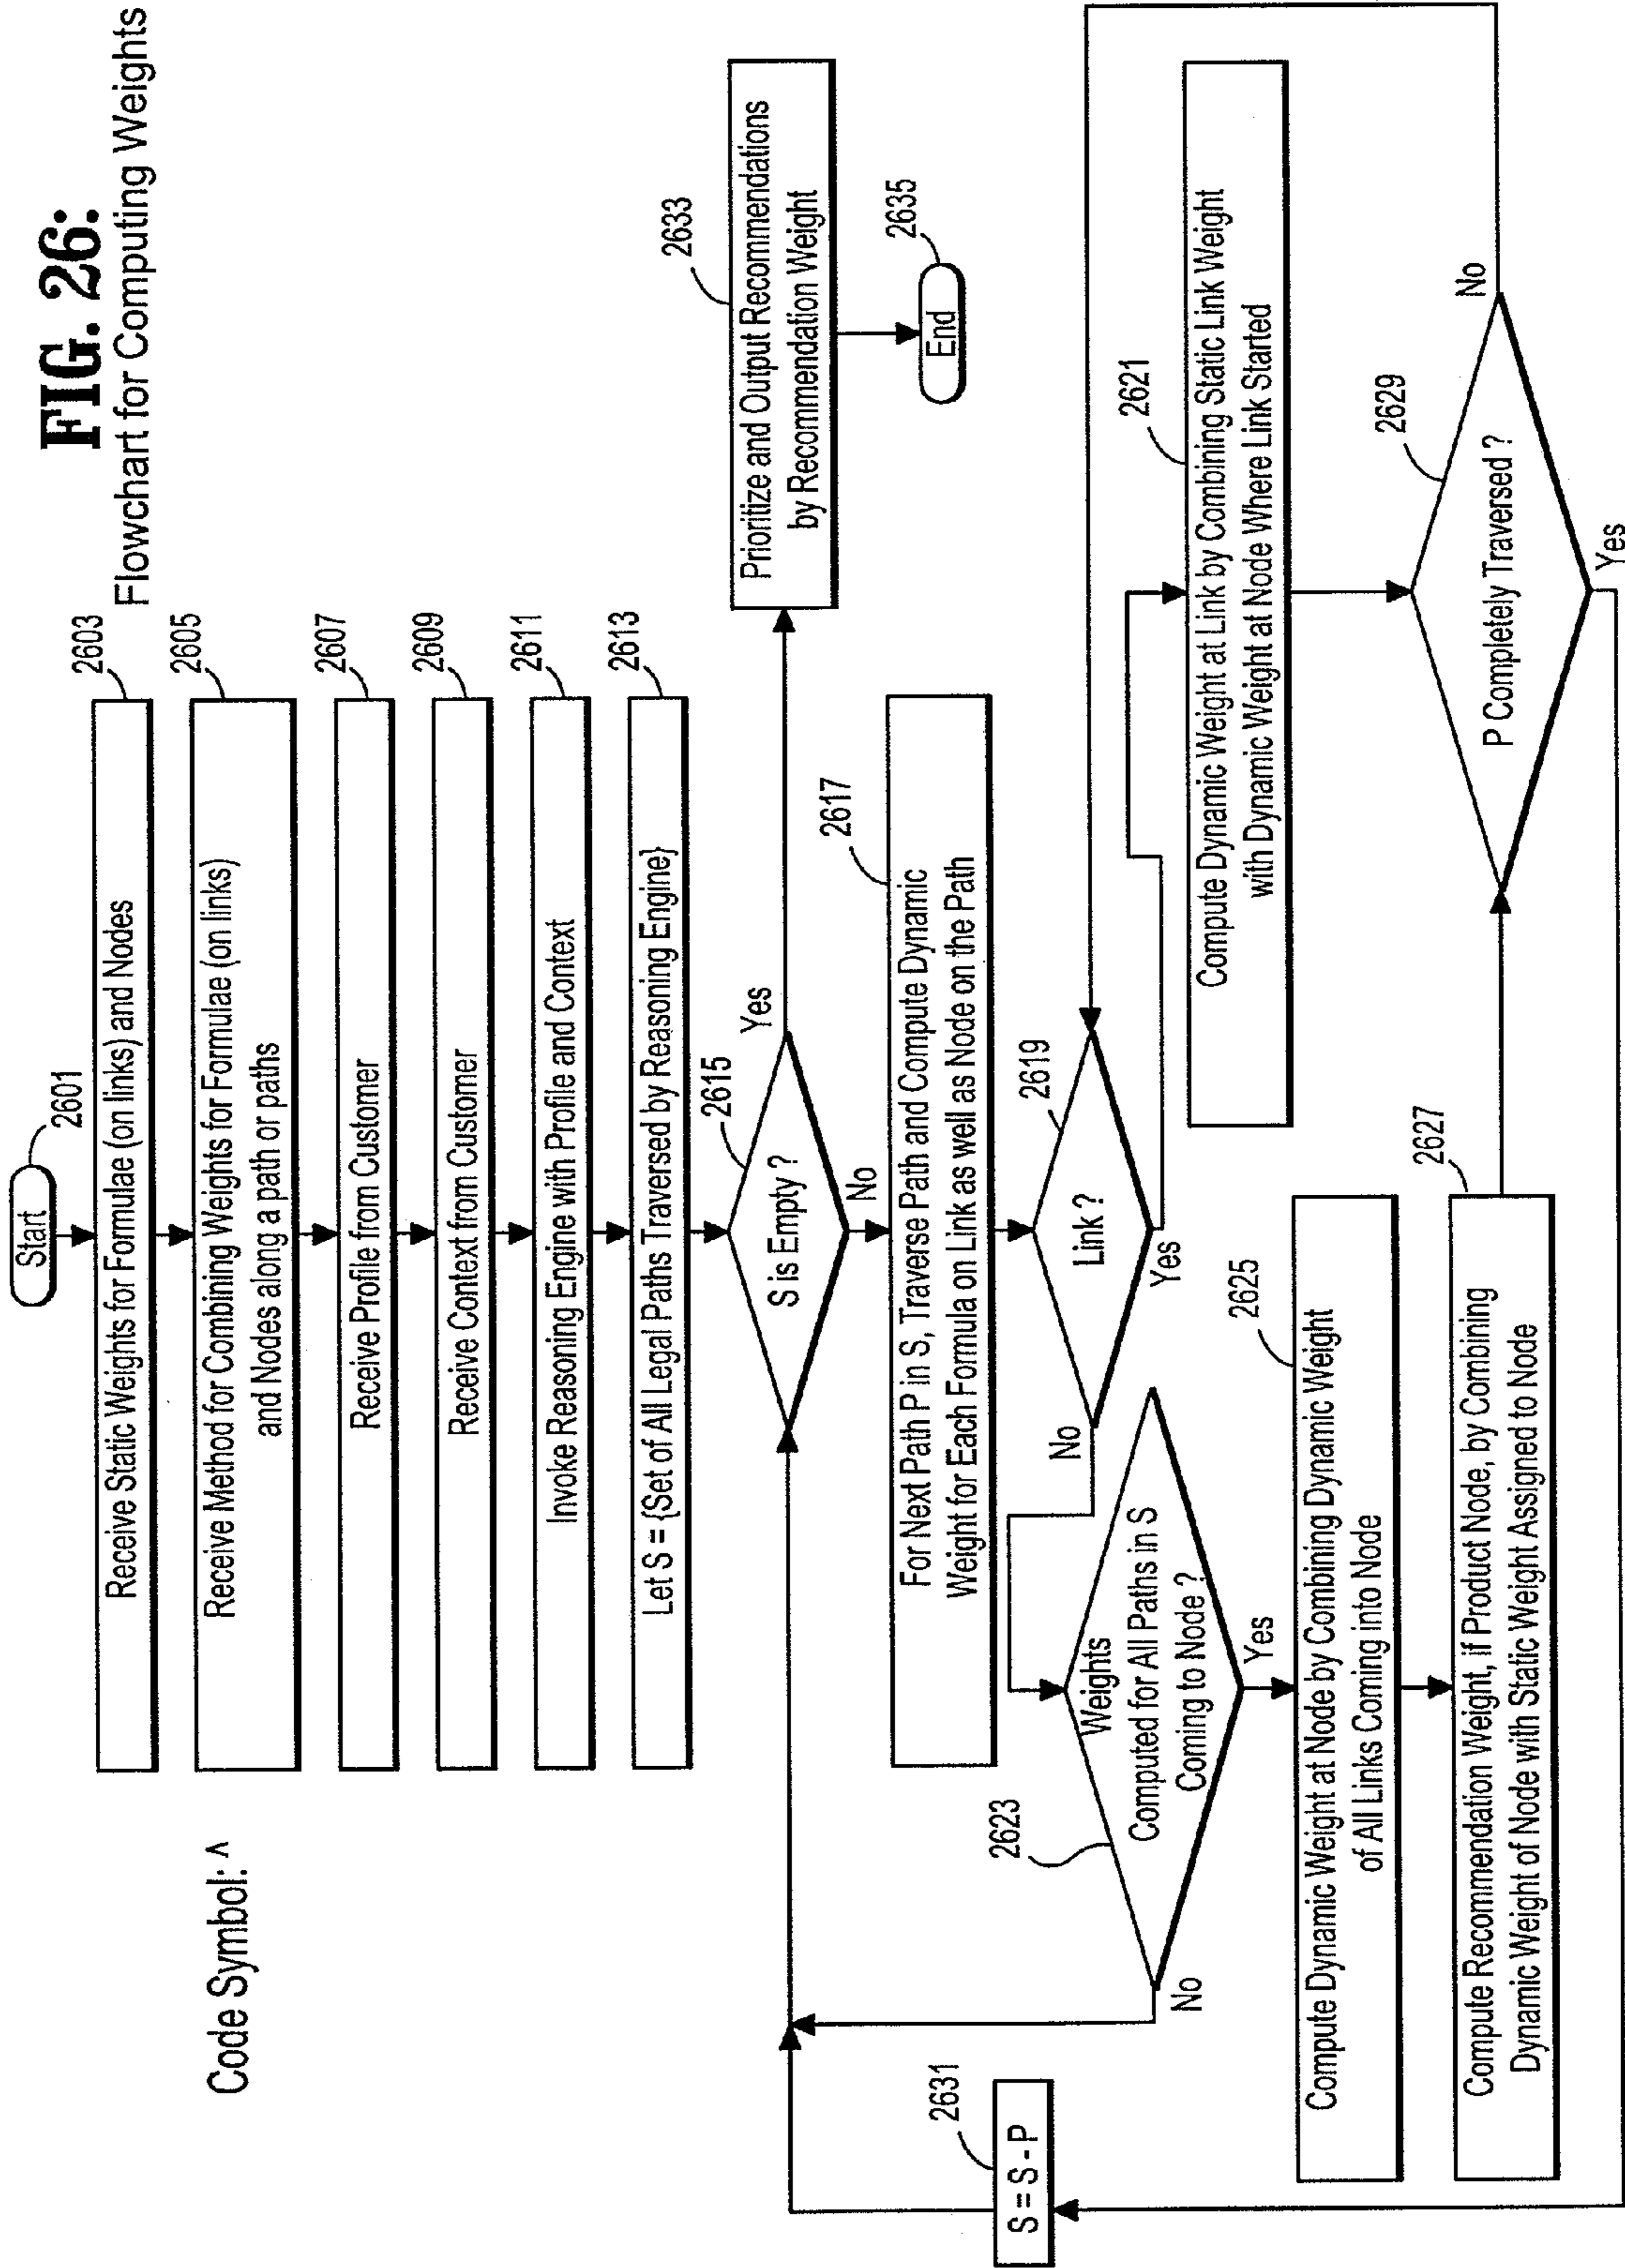 FIG. 26:
Flowchart for Computing Weights
Code Symbol: ^
Start
2601
2603
Receive Static Weights for Formulae (on links) and Nodes
2605
Receive Method for Combining Weights for Formulae (on links)
and Nodes along a path or paths
2607
Receive Profile from Customer
2609
Receive Context from Customer
2611
Invoke Reasoning Engine with Profile and Context
2613
Let S = {Set of All Legal Paths Traversed by Reasoning Engine}
2615
S is Empty ?
Yes
No
2633
Prioritize and Output Recommendations
by Recommendation Weight
2635
End
2617
For Next Path P in S, Traverse Path and Compute Dynamic
Weight for Each Formula on Link as well as Node on the Path
2619
Link ?
No
Yes
2621
Compute Dynamic Weight at Link by Combining Static Link Weight
with Dynamic Weight at Node Where Link Started
2623
Weights
Computed for All Paths in S
Coming to Node ?
No
Yes
2625
Compute Dynamic Weight at Node by Combining Dynamic Weight
of All Links Coming into Node
2627
Compute Recommendation Weight, if Product Node, by Combining
Dynamic Weight of Node with Static Weight Assigned to Node
2629
P Completely Traversed ?
No
Yes
2631
S = S - P